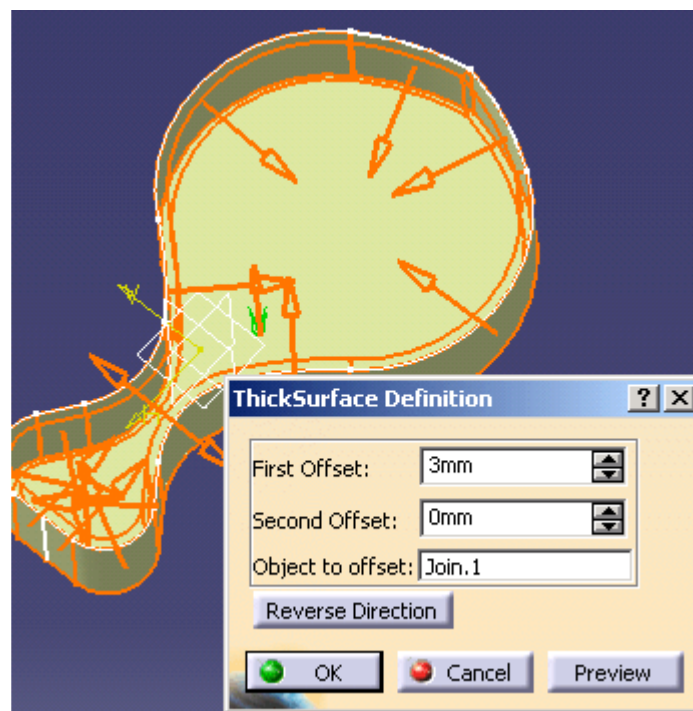 ThickSurface Definition
First Offset: 3mm
Second Offset: 0mm
Object to offset: Join.1
Reverse Direction
OK Cancel Preview